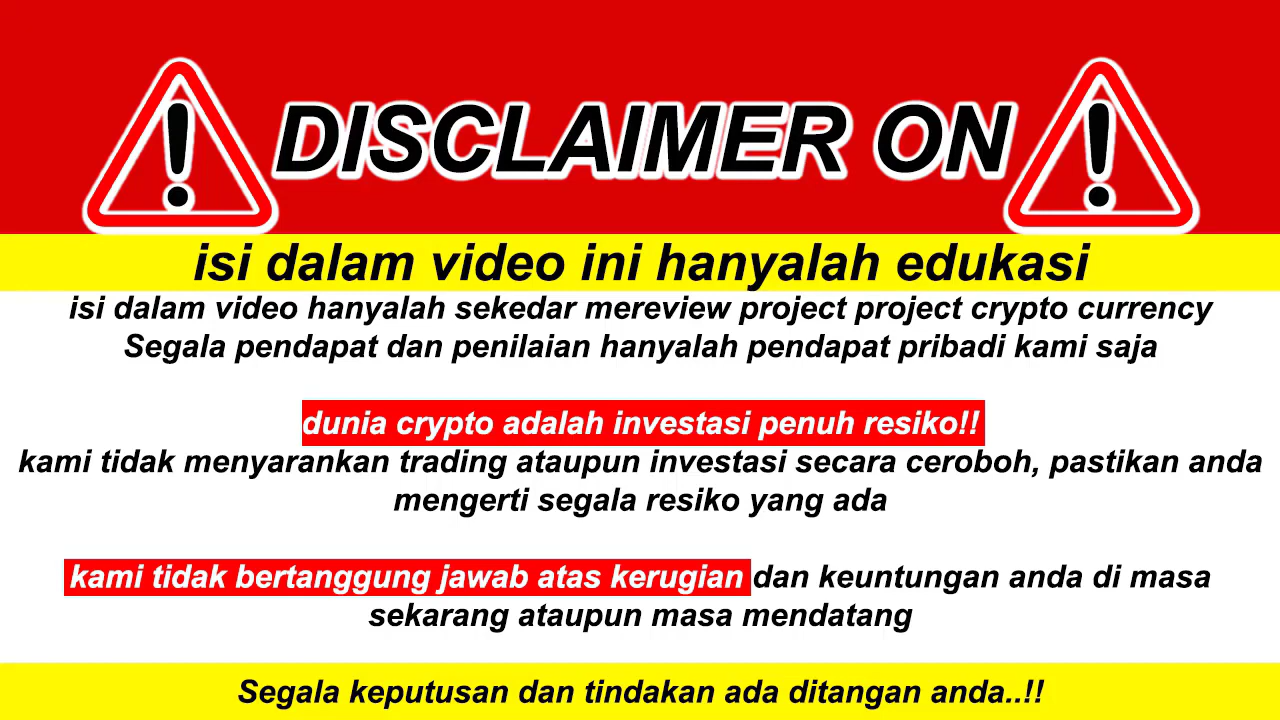 DISCLAIMER ON
isi dalam video ini hanyalah edukasi
isi dalam video hanyalah sekedar mereview project project crypto currency
Segala pendapat dan penilaian hanyalah pendapat pribadi kami saja
dunia crypto adalah investasi penuh resiko!!
kami tidak menyarankan trading ataupun investasi secara ceroboh, pastikan anda
mengerti segala resiko yang ada
kami tidak bertanggung jawab atas kerugian dan keuntungan anda di masa
sekarang ataupun masa mendatang
Segala keputusan dan tindakan ada ditangan anda..!!